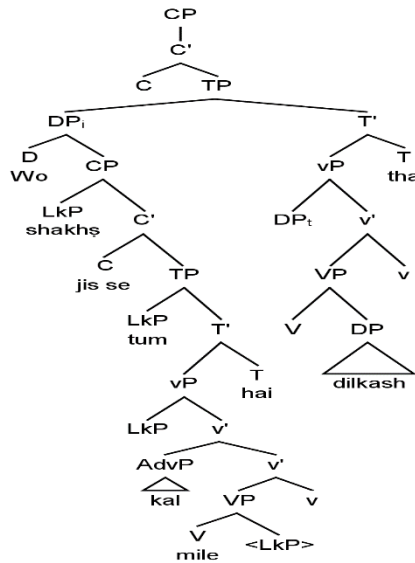 CP
C'
C TP
DPi T'
D CP vP T
Wo tha
LkP C' DPt v'
shakhṣ
C TP VP v
jis se
LkP T' V DP
tum
vP T dilkash
hai
LkP v'
AdvP v'
kal VP v
V <LkP>
mile